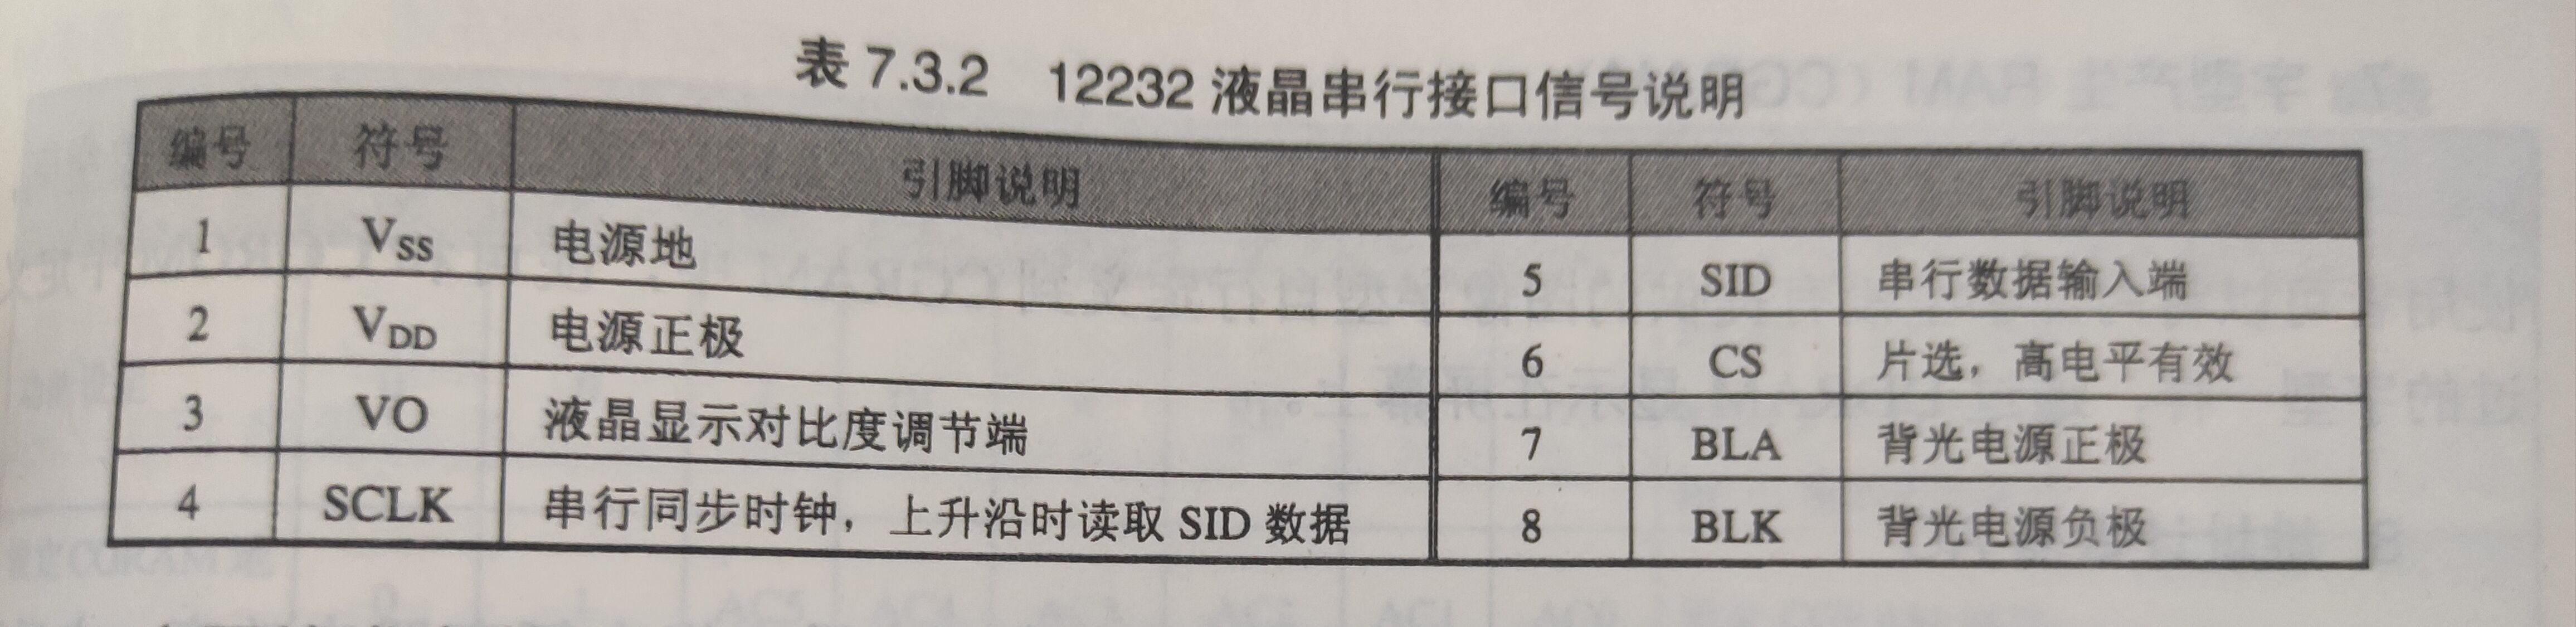 表 7.3.2 12232 液晶串行接口信号说明
编号 符号 引脚说明 编号 符号 引脚说明
1 VSS 电源地 5 SID 串行数据输入端
2 VDD 电源正极 6 CS 片选，高电平有效
3 VO 液晶显示对比度调节端 7 BLA 背光电源正极
4 SCLK 串行同步时钟，上升沿时读取 SID 数据 8 BLK 背光电源负极